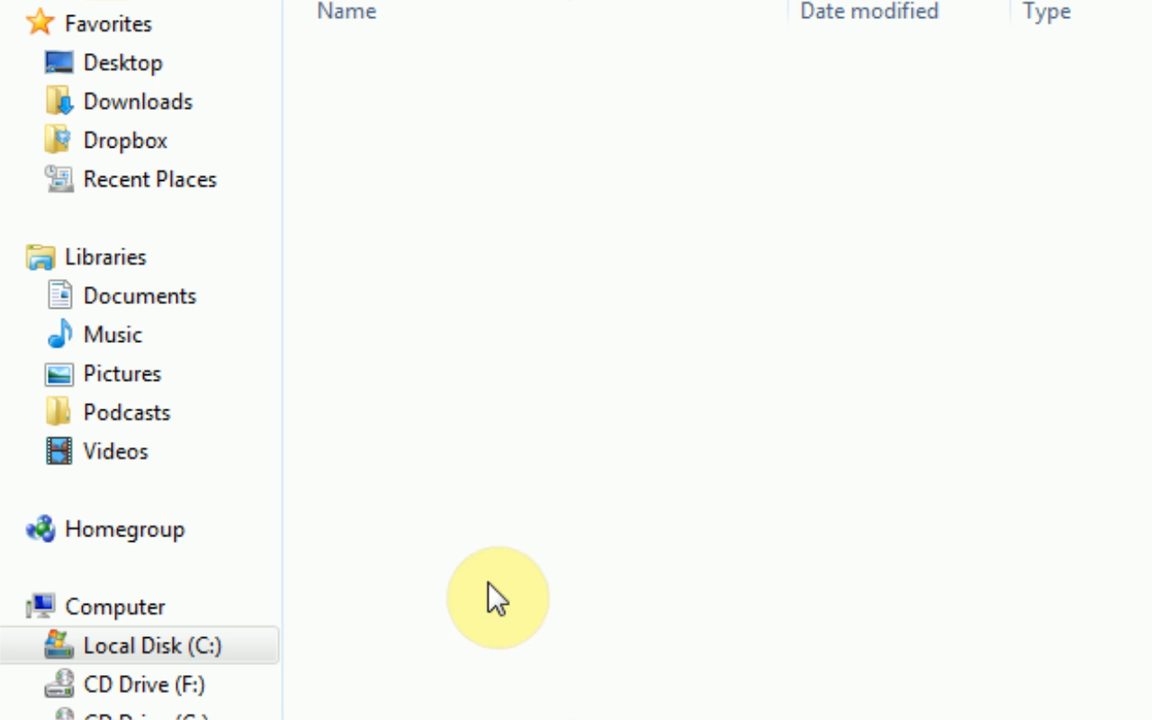 Name Date modified Type
Favorites
Desktop
Downloads
Dropbox
Recent Places
Libraries
Documents
Music
Pictures
Podcasts
Videos
Homegroup
Computer
Local Disk (C:)
CD Drive (F:)